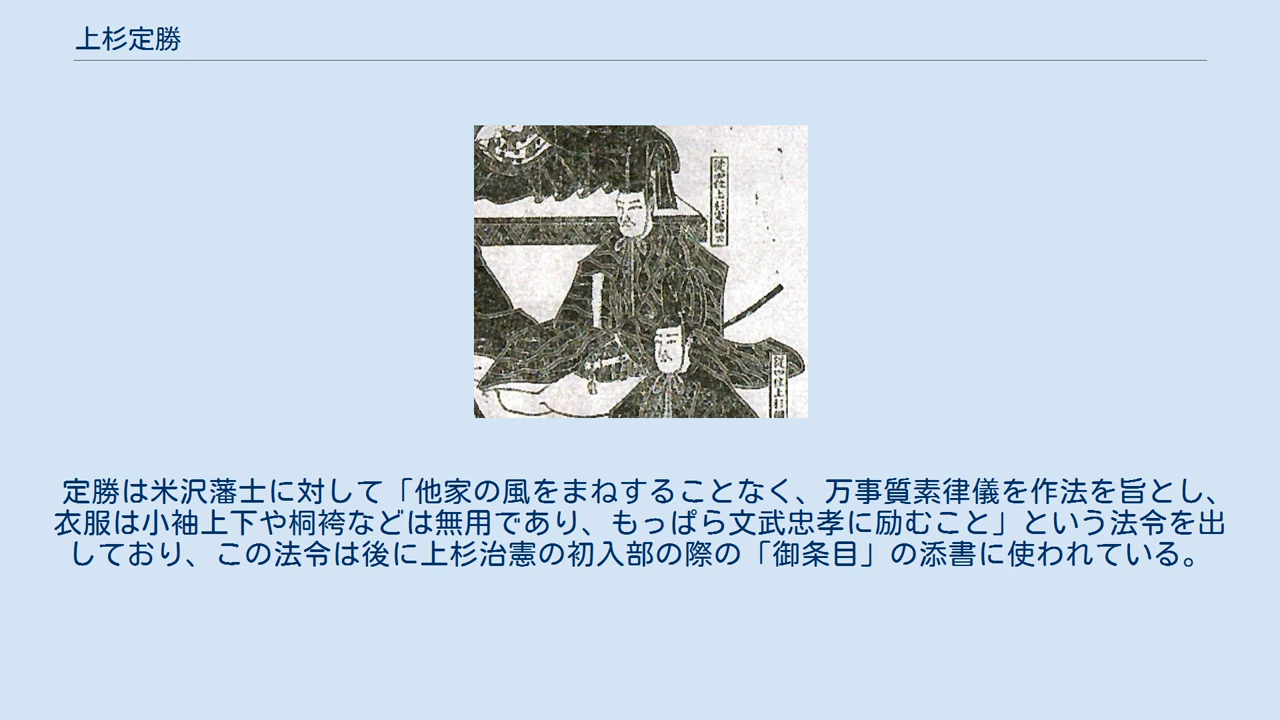 上杉定勝
定勝は米沢藩士に対して「他家の風をまねすることなく、万事質素律儀を作法を旨とし、
衣服は小袖上下や桐袴などは無用であり、もっぱら文武忠孝に励むこと」という法令を出
しており、この法令は後に上杉治憲の初入部の際の「御条目」の添書に使われている。